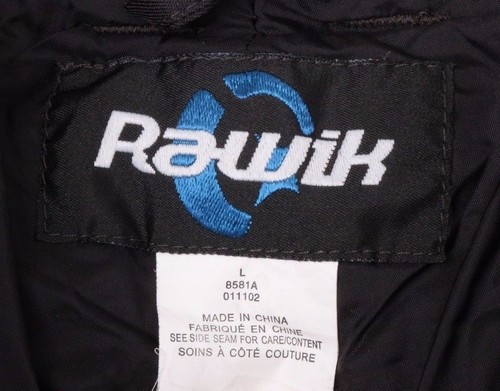 Rawik
L
8581A
011102
MADE IN CHINA
FABRIQUÉ EN CHINE
SEE SIDE SEAM FOR CARE/CONTENT
SOINS À CÔTÉ COUTURE